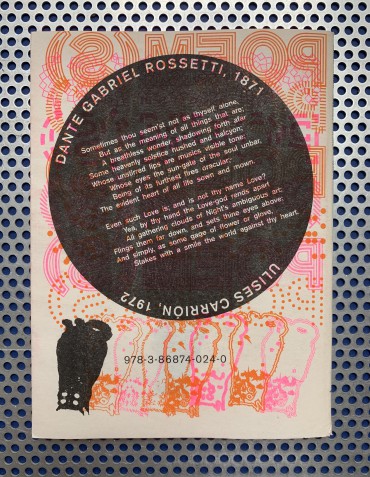 POEM(S)
DANTE GABRIEL ROSSETTI, 1871
Sometimes thou seem'st not as thyself alone,
But as the meaning of all things that are;
A breathless wonder, shadowing forth afar
Some heavenly solstice hushed and halcyon;
Whose unstirred lips are musics visible tone;
Whose eyes the sun-gate of the soul unbar,
Being of its furthest fires oracular;—
The evident heart of all life sown and mown.
Even such Love is; and is not thy name Love?
Yea, by thy hand the Love-god rends apart
All gathering clouds of Night's ambiguous art;
Flings them far down, and sets thine eyes above;
And simply, as some gage of flower or glove,
Stakes with a smile the world against thy heart.
ULISES CARRIÓN, 1972
978-3-86874-024-0